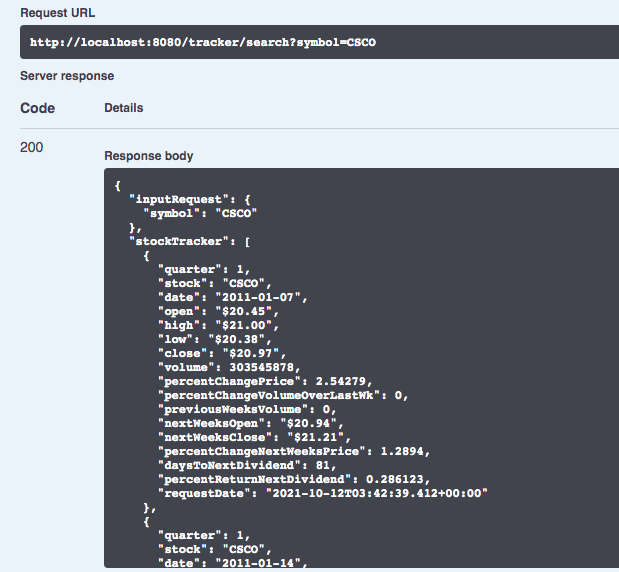 Request URL
http://localhost:8080/tracker/search?symbol=CSCO
Server response
Code Details
200
Response body
{
  "inputRequest": {
    "symbol": "CSCO"
  },
  "stockTracker": [
    {
      "quarter": 1,
      "stock": "CSCO",
      "date": "2011-01-07",
      "open": "$20.45",
      "high": "$21.00",
      "low": "$20.38",
      "close": "$20.97",
      "volume": 303545878,
      "percentChangePrice": 2.54279,
      "percentChangeVolumeOverLastWk": 0,
      "previousWeeksVolume": 0,
      "nextWeeksOpen": "$20.94",
      "nextWeeksClose": "$21.21",
      "percentChangeNextWeeksPrice": 1.2894,
      "daysToNextDividend": 81,
      "percentReturnNextDividend": 0.286123,
      "requestDate": "2021-10-12T03:42:39.412+00:00"
    },
    {
      "quarter": 1,
      "stock": "CSCO",
      "date": "2011-01-14",